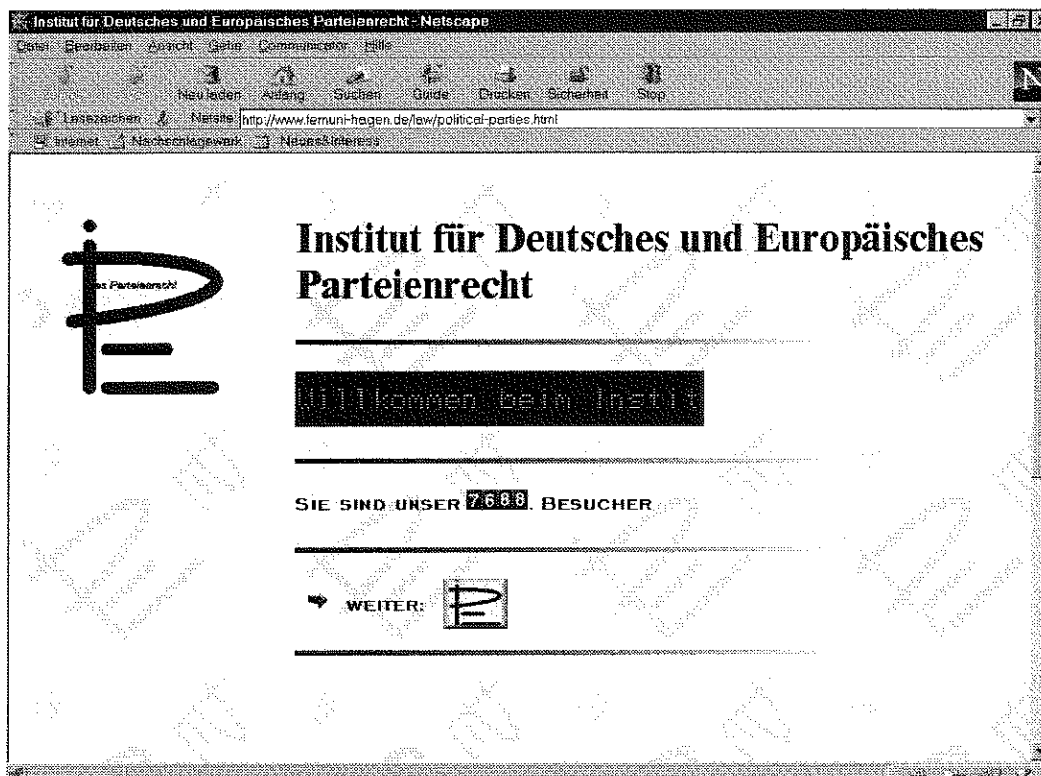 Institut für Deutsches und Europäisches Parteienrecht - Netscape
Datei Bearbeiten Ansicht Gehe Communicator Hilfe
Neu laden Anfang Suchen Guide Drucken Sicherheit Stop
N
Lesezeichen Netsite http://www.fernuni-hagen.de/law/political-parties.html
Internet Nachschlagewerk Neues&Interess
Institut für Deutsches und Europäisches
Parteienrecht
Parteienrecht
Willkommen beim Instit
SIE SIND UNSER 7688. BESUCHER
WEITER: